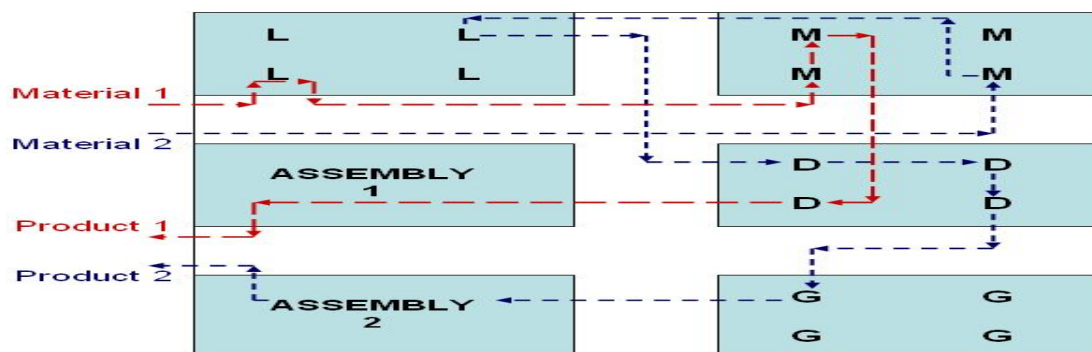 L L M M
L L M M
Material 1
Material 2
ASSEMBLY
1
D D
D D
Product 1
Product 2
ASSEMBLY
2
G G
G G